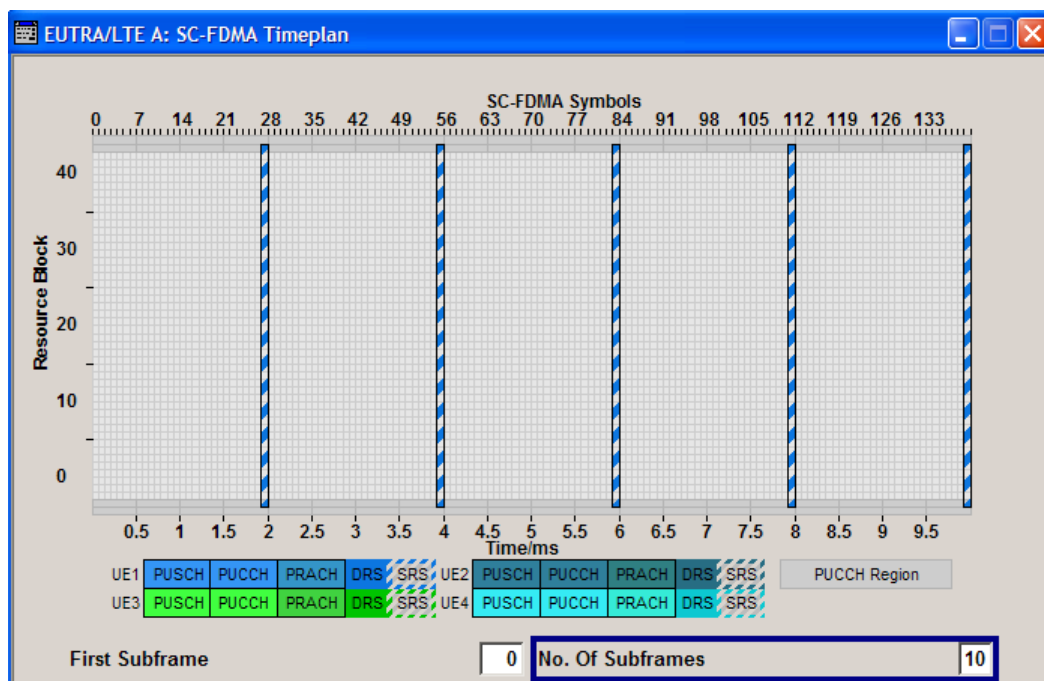 EUTRA/LTE A: SC-FDMA Timeplan
SC-FDMA Symbols
0 7 14 21 28 35 42 49 56 63 70 77 84 91 98 105 112 119 126 133
Resource Block
40
30
20
10
0
0.5 1 1.5 2 2.5 3 3.5 4 4.5 5 5.5 6 6.5 7 7.5 8 8.5 9 9.5
Time/ms
UE1 PUSCH PUCCH PRACH DRS SRS UE2 PUSCH PUCCH PRACH DRS SRS PUCCH Region
UE3 PUSCH PUCCH PRACH DRS SRS UE4 PUSCH PUCCH PRACH DRS SRS
First Subframe 0 No. Of Subframes 10